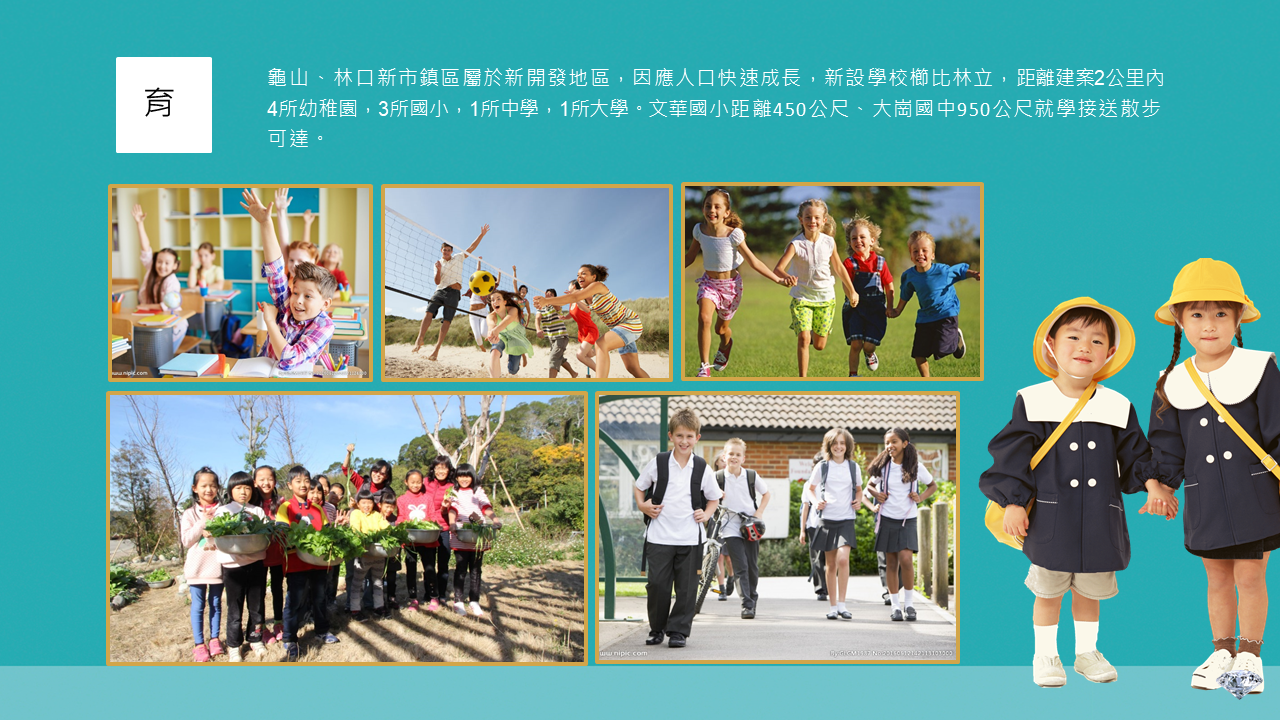 育
龜山、林口新市鎮區屬於新開發地區，因應人口快速成長，新設學校櫛比林立，距離建案2公里內
4所幼稚園，3所國小，1所中學，1所大學。文華國小距離450公尺、大崗國中950公尺就學接送散步
可達。
www.nipic.com
www.nipic.com